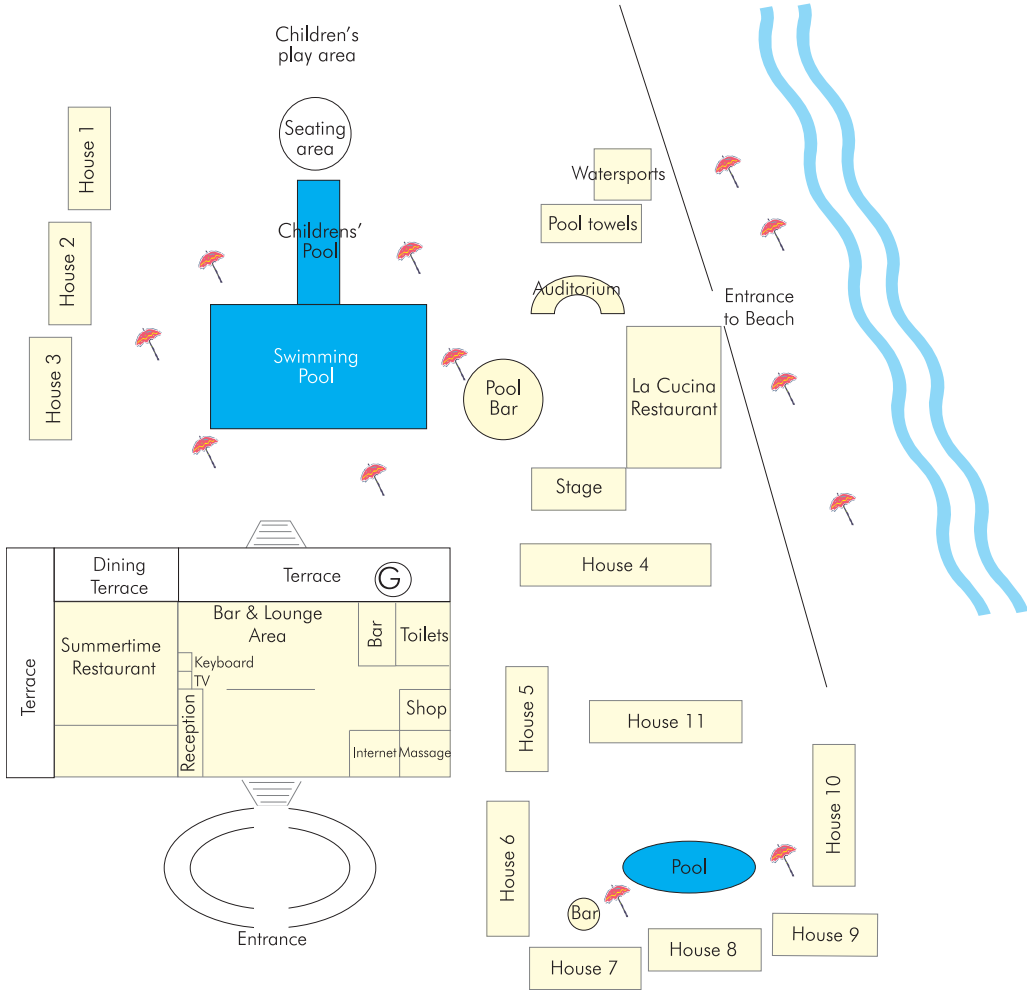 Children's
play area
Seating
area
House 1
Watersports
Pool towels
Childrens'
Pool
House 2
Auditorium
Entrance
to Beach
Swimming
Pool
House 3
Pool
Bar
La Cucina
Restaurant
Stage
Dining
Terrace
Terrace
G
House 4
Terrace
Summertime
Restaurant
Bar & Lounge
Area
Bar
Toilets
Keyboard
TV
Reception
Shop
Internet
Massage
House 5
House 11
House 10
House 6
Pool
Bar
Entrance
House 7
House 8
House 9